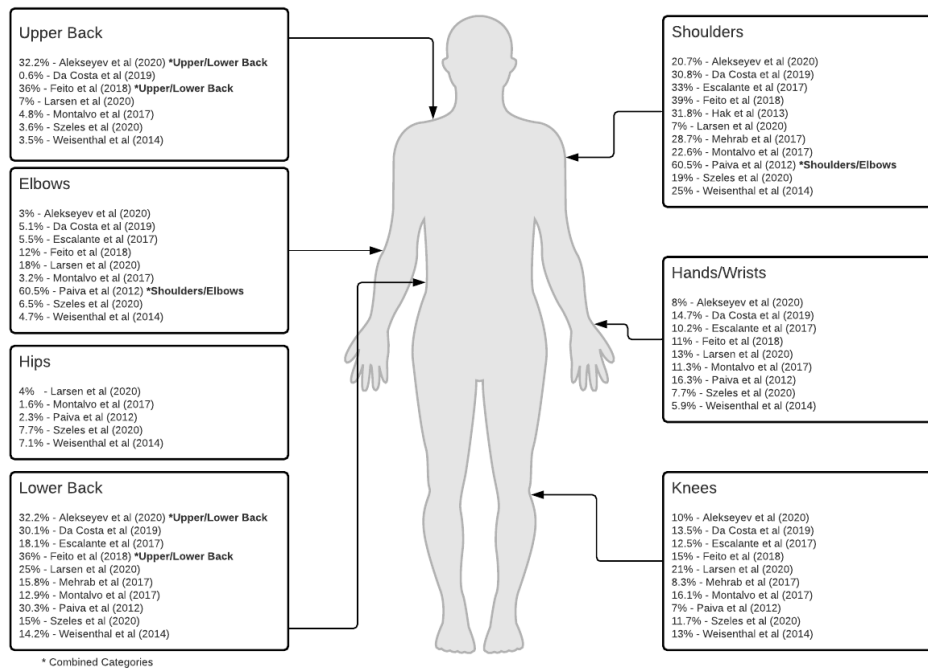 Upper Back
32.2% - Alekseyev et al (2020) *Upper/Lower Back
0.6% - Da Costa et al (2019)
36% - Feito et al (2018) *Upper/Lower Back
7% - Larsen et al (2020)
4.8% - Montalvo et al (2017)
3.6% - Szeles et al (2020)
3.5% - Weisenthal et al (2014)
Elbows
3% - Alekseyev et al (2020)
5.1% - Da Costa et al (2019)
5.5% - Escalante et al (2017)
12% - Feito et al (2018)
18% - Larsen et al (2020)
3.2% - Montalvo et al (2017)
60.5% - Paiva et al (2012) *Shoulders/Elbows
6.5% - Szeles et al (2020)
4.7% - Weisenthal et al (2014)
Hips
4% - Larsen et al (2020)
1.6% - Montalvo et al (2017)
2.3% - Paiva et al (2012)
7.7% - Szeles et al (2020)
7.1% - Weisenthal et al (2014)
Lower Back
32.2% - Alekseyev et al (2020) *Upper/Lower Back
30.1% - Da Costa et al (2019)
18.1% - Escalante et al (2017)
36% - Feito et al (2018) *Upper/Lower Back
25% - Larsen et al (2020)
15.8% - Mehrab et al (2017)
12.9% - Montalvo et al (2017)
30.3% - Paiva et al (2012)
15% - Szeles et al (2020)
14.2% - Weisenthal et al (2014)
* Combined Categories
Shoulders
20.7% - Alekseyev et al (2020)
30.8% - Da Costa et al (2019)
33% - Escalante et al (2017)
39% - Feito et al (2018)
31.8% - Hak et al (2013)
7% - Larsen et al (2020)
28.7% - Mehrab et al (2017)
22.6% - Montalvo et al (2017)
60.5% - Paiva et al (2012) *Shoulders/Elbows
19% - Szeles et al (2020)
25% - Weisenthal et al (2014)
Hands/Wrists
8% - Alekseyev et al (2020)
14.7% - Da Costa et al (2019)
10.2% - Escalante et al (2017)
11% - Feito et al (2018)
13% - Larsen et al (2020)
11.3% - Montalvo et al (2017)
16.3% - Paiva et al (2012)
7.7% - Szeles et al (2020)
5.9% - Weisenthal et al (2014)
Knees
10% - Alekseyev et al (2020)
13.5% - Da Costa et al (2019)
12.5% - Escalante et al (2017)
15% - Feito et al (2018)
21% - Larsen et al (2020)
8.3% - Mehrab et al (2017)
16.1% - Montalvo et al (2017)
7% - Paiva et al (2012)
11.7% - Szeles et al (2020)
13% - Weisenthal et al (2014)